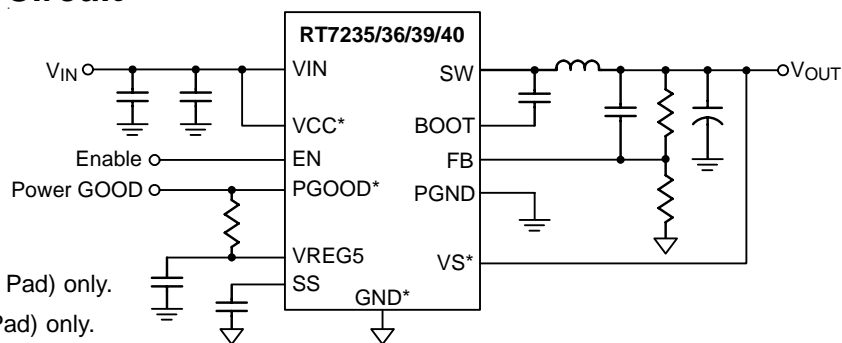 RT7235/36/39/40
VIN
VIN
SW
VOUT
VCC*
BOOT
Enable
EN
FB
Power GOOD
PGOOD*
PGND
VREG5
VS*
Pad) only.
SS
GND*
Pad) only.